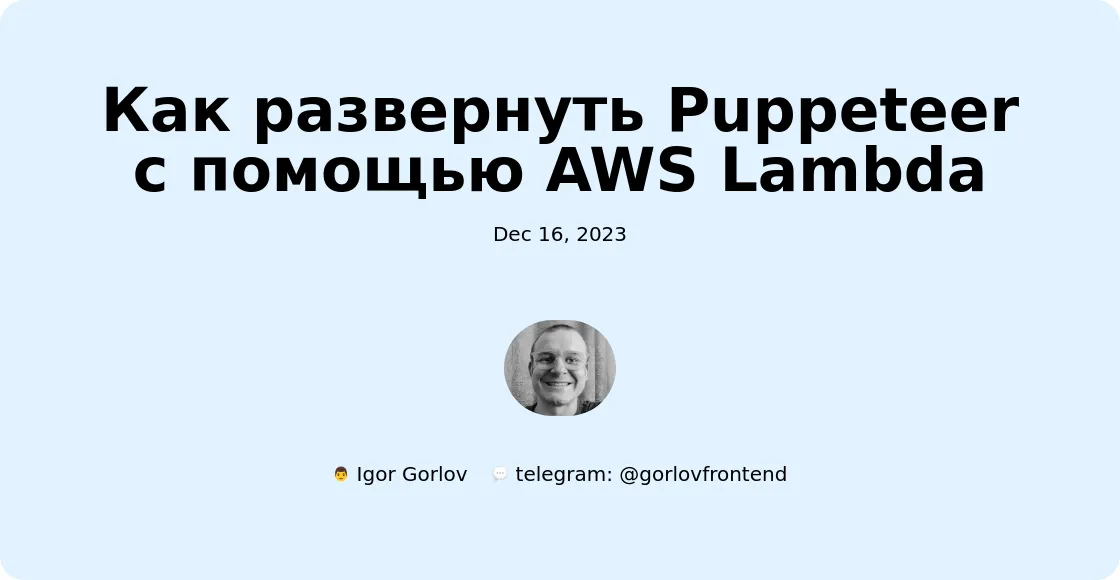 Как развернуть Puppeteer
с помощью AWS Lambda
Dec 16, 2023
👨 Igor Gorlov 💬 telegram: @gorlovfrontend